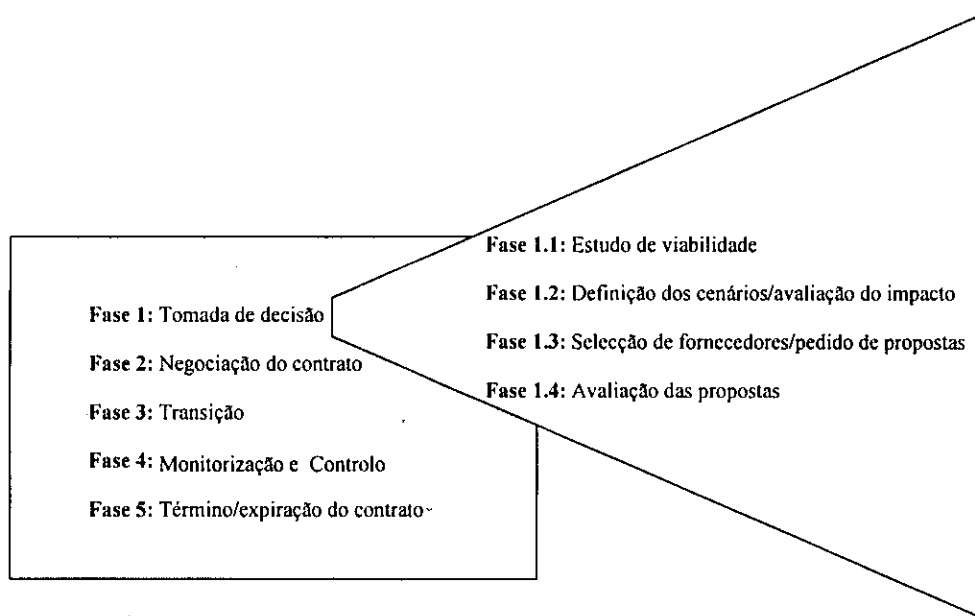 Fase 1: Tomada de decisão
Fase 2: Negociação do contrato
Fase 3: Transição
Fase 4: Monitorização e Controlo
Fase 5: Término/expiração do contrato
Fase 1.1: Estudo de viabilidade
Fase 1.2: Definição dos cenários/avaliação do impacto
Fase 1.3: Selecção de fornecedores/pedido de propostas
Fase 1.4: Avaliação das propostas